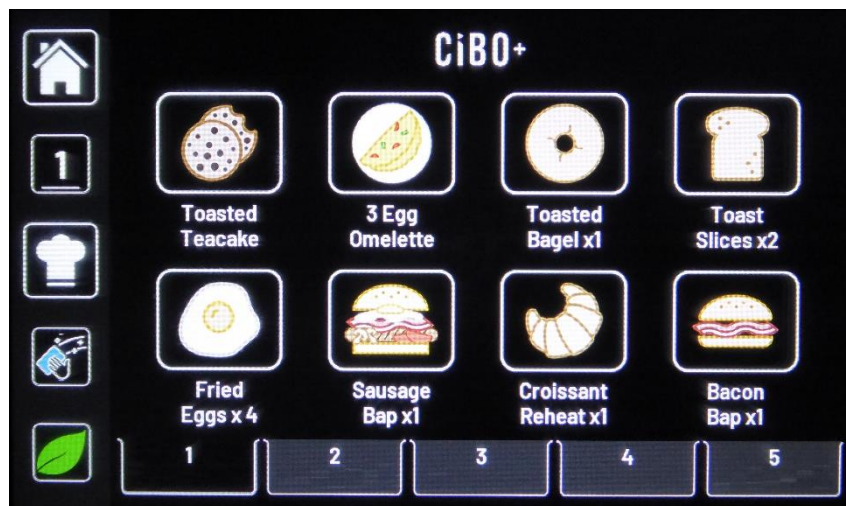 CiBO+
1
Toasted Teacake
3 Egg Omelette
Toasted Bagel x1
Toast Slices x2
Fried Eggs x 4
Sausage Bap x1
Croissant Reheat x1
Bacon Bap x1
1
2
3
4
5